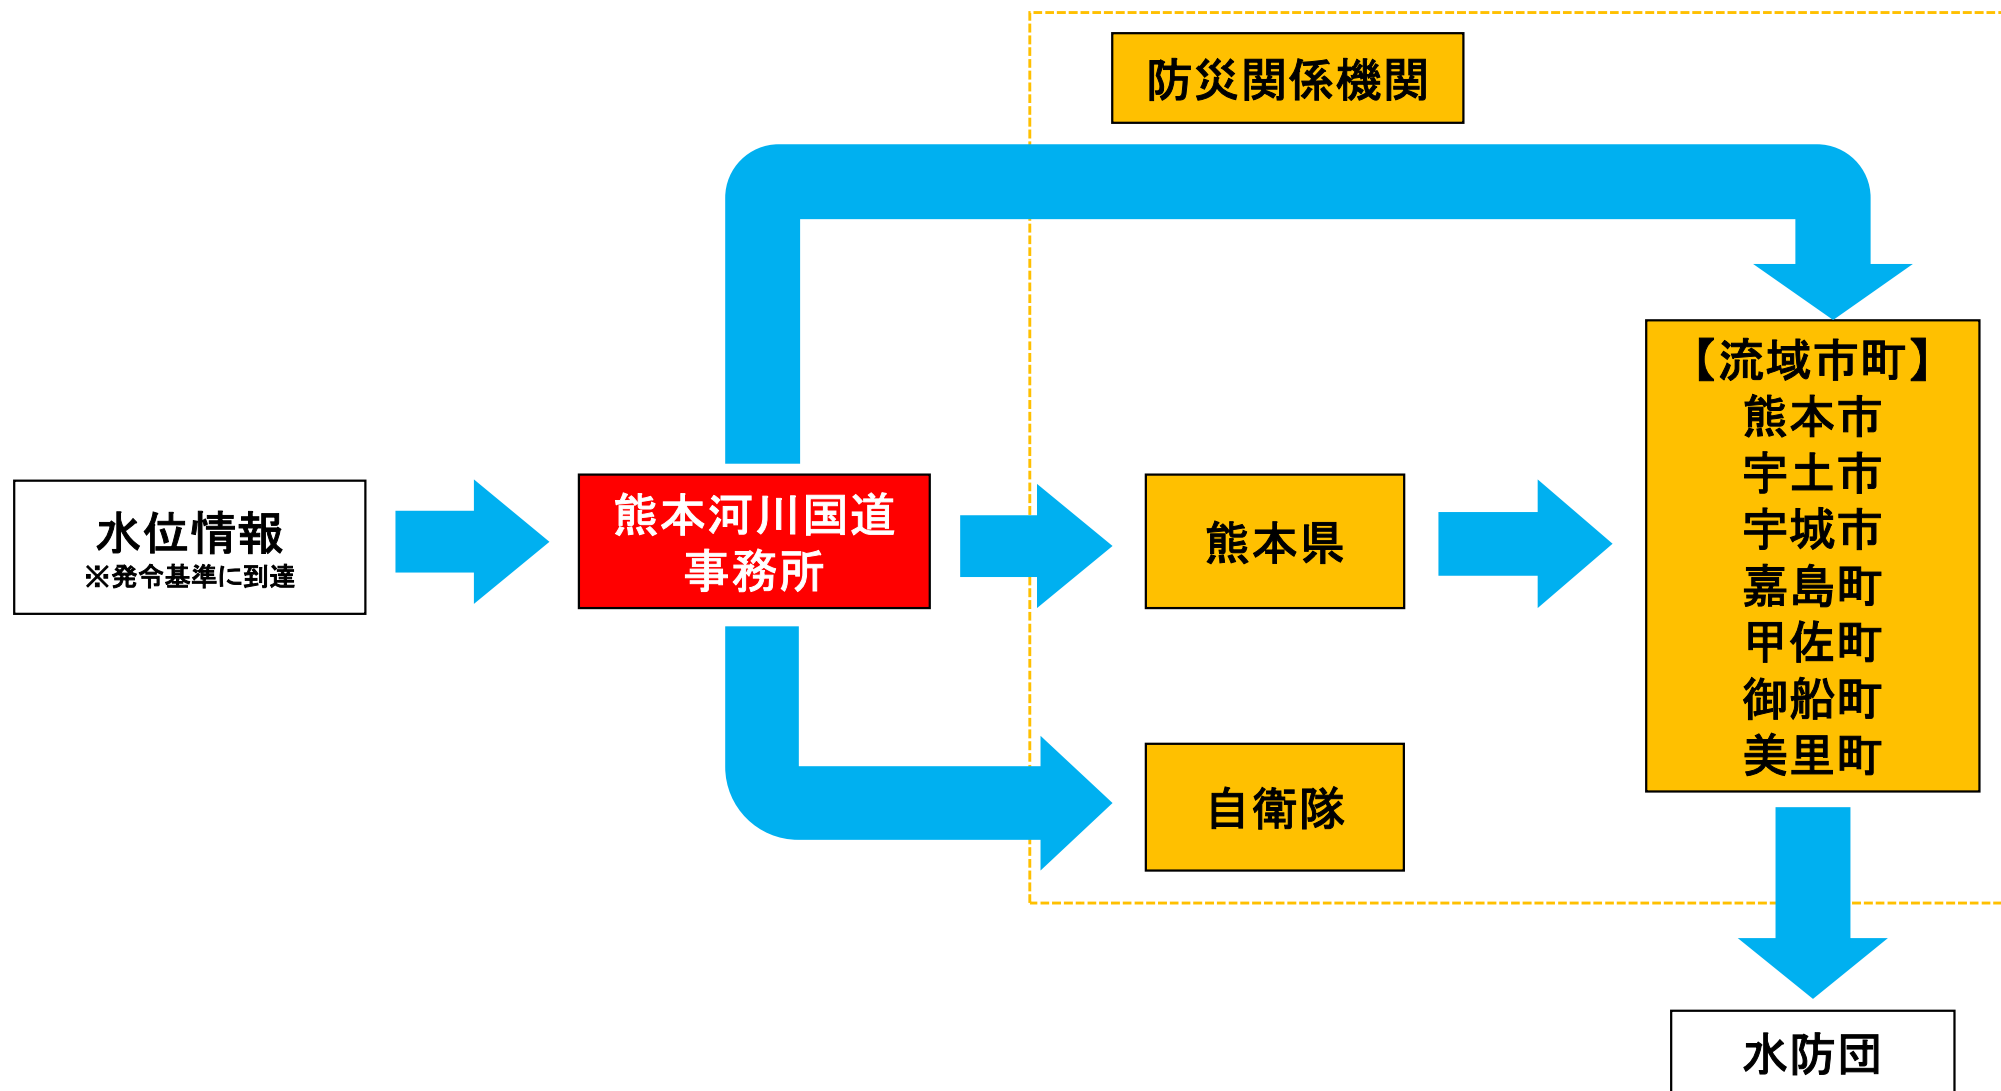 防災関係機関
水位情報
※発令基準に到達
熊本河川国道
事務所
熊本県
自衛隊
【流域市町】
熊本市
宇土市
宇城市
嘉島町
甲佐町
御船町
美里町
水防団